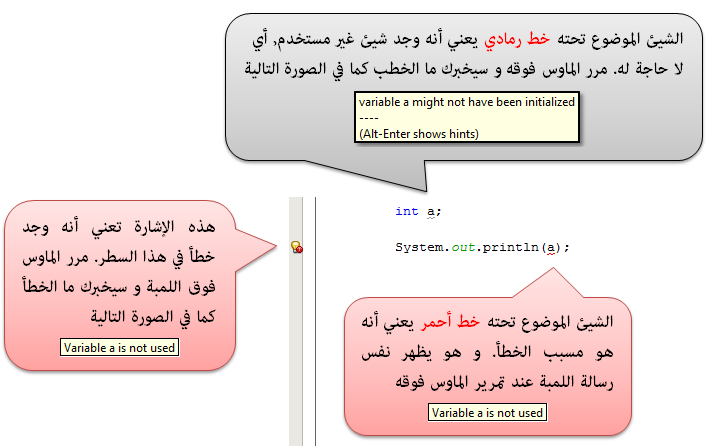 الشيئ الموضوع تحته خط رمادي يعني أنه وجد شيئ غير مستخدم, أي
لا حاجة له. مرر الماوس فوقه و سيخبرك ما الخطب كما في الصورة التالية
variable a might not have been initialized
----
(Alt-Enter shows hints)
هذه الإشارة تعني أنه وجد
خطأ في هذا السطر. مرر الماوس
فوق اللمبة و سيخبرك ما الخطأ
كما في الصورة التالية
Variable a is not used
int a;
System.out.println(a);
الشيئ الموضوع تحته خط أحمر يعني أنه
هو مسبب الخطأ. و هو يظهر نفس
رسالة اللمبة عند تمرير الماوس فوقه
Variable a is not used